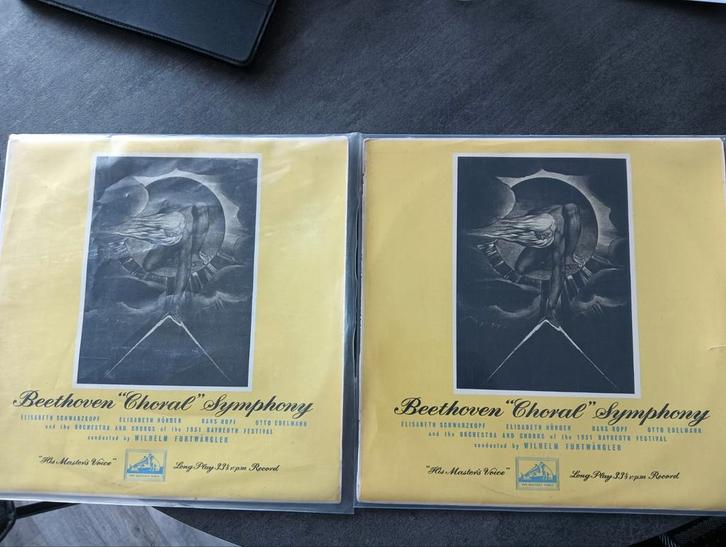 Beethoven "Choral" Symphony
ELISABETH SCHWARZKOPF ELISABETH HÖNGEN HANS HOPF OTTO EDELMANN
and the ORCHESTRA AND CHORUS of the 1951 BAYREUTH FESTIVAL
conducted by WILHELM FURTWÄNGLER
"His Master's Voice"
Long-Play 33⅓ r.p.m Record
Beethoven "Choral" Symphony
ELISABETH SCHWARZKOPF ELISABETH HÖNGEN HANS HOPF OTTO EDELMANN
and the ORCHESTRA AND CHORUS of the 1951 BAYREUTH FESTIVAL
conducted by WILHELM FURTWÄNGLER
"His Master's Voice"
Long-Play 33⅓ r.p.m Record